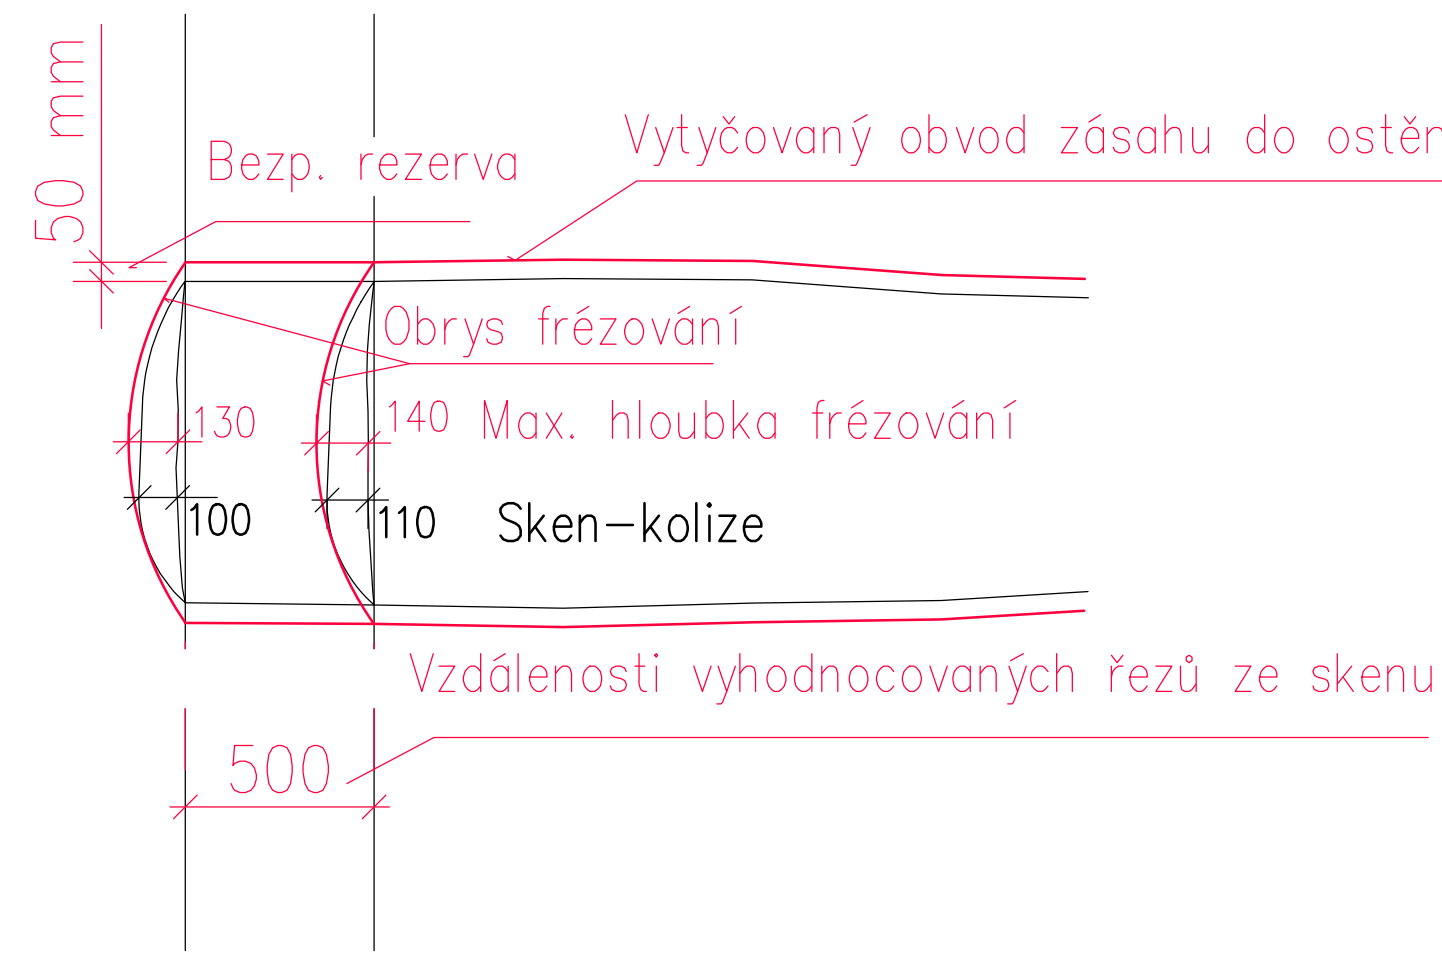 50 mm
Vytyčovaný obvod zásahu do
Bezp. rezerva
Obrys frézování
130
140 Max. hloubka frézování
100
110 Sken-kolize
Vzdálenosti vyhodnocovaných řezů ze skenu
500